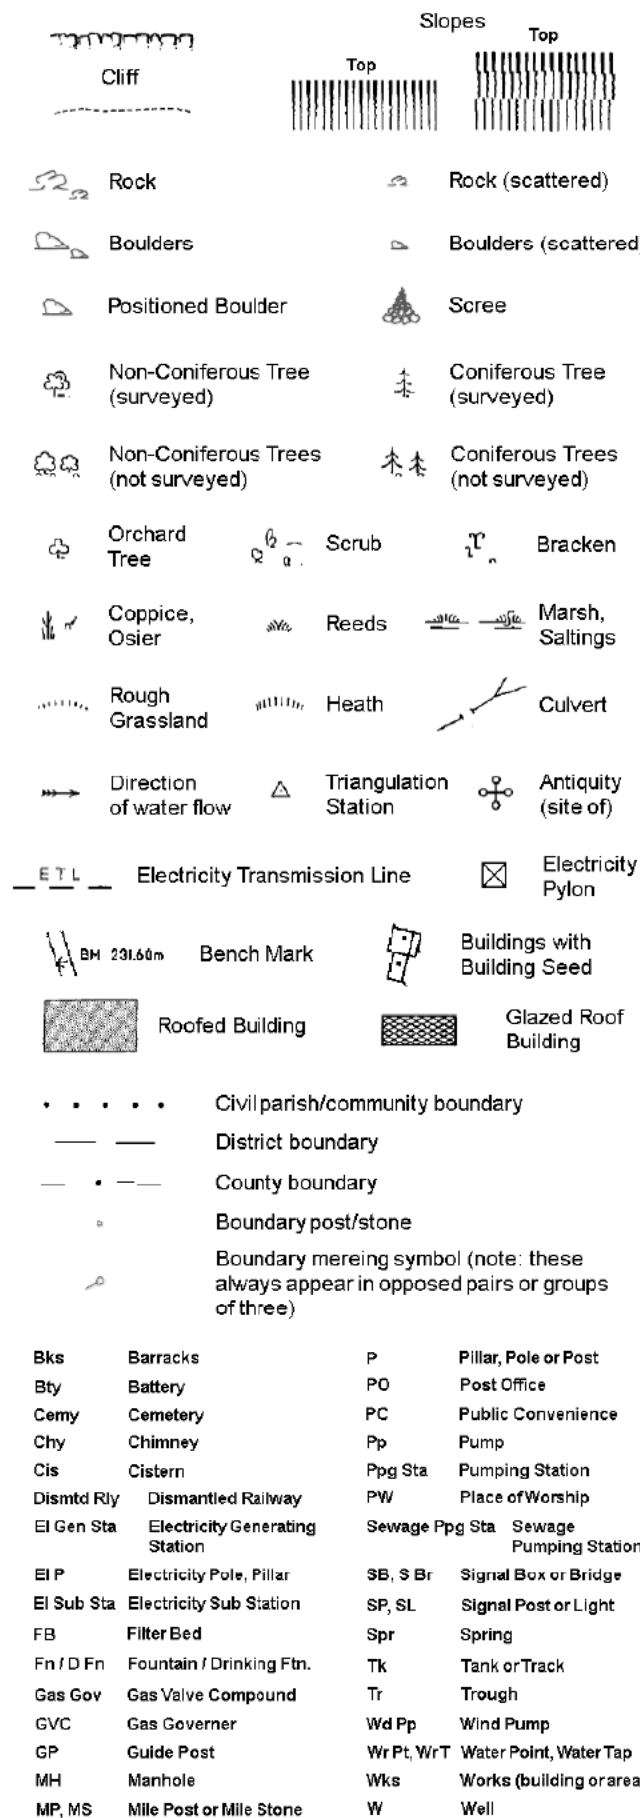 Slopes
Top
Top
Cliff
Rock
Rock (scattered)
Boulders
Boulders (scattered)
Positioned Boulder
Scree
Non-Coniferous Tree
(surveyed)
Coniferous Tree
(surveyed)
Non-Coniferous Trees
(not surveyed)
Coniferous Trees
(not surveyed)
Orchard
Tree
Scrub
Bracken
Coppice,
Osier
Reeds
Marsh,
Saltings
Rough
Grassland
Heath
Culvert
Direction
of water flow
Triangulation
Station
Antiquity
(site of)
E T L
Electricity Transmission Line
Electricity
Pylon
BM 231.60m
Bench Mark
Buildings with
Building Seed
Roofed Building
Glazed Roof
Building
Civil parish/community boundary
District boundary
County boundary
Boundary post/stone
Boundary mereing symbol (note: these
always appear in opposed pairs or groups
of three)
Bks Barracks
P Pillar, Pole or Post
Bty Battery
PO Post Office
Cemy Cemetery
PC Public Convenience
Chy Chimney
Pp Pump
Cis Cistern
Ppg Sta Pumping Station
Dismtd Rly Dismantled Railway
PW Place of Worship
El Gen Sta Electricity Generating
Station
Sewage Ppg Sta Sewage
Pumping Station
El P Electricity Pole, Pillar
SB, S Br Signal Box or Bridge
El Sub Sta Electricity Sub Station
SP, SL Signal Post or Light
FB Filter Bed
Spr Spring
Fn / D Fn Fountain / Drinking Ftn.
Tk Tank or Track
Gas Gov Gas Valve Compound
Tr Trough
GVC Gas Governer
Wd Pp Wind Pump
GP Guide Post
Wr Pt, Wr T Water Point, Water Tap
MH Manhole
Wks Works (building or area
MP, MS Mile Post or Mile Stone
W Well